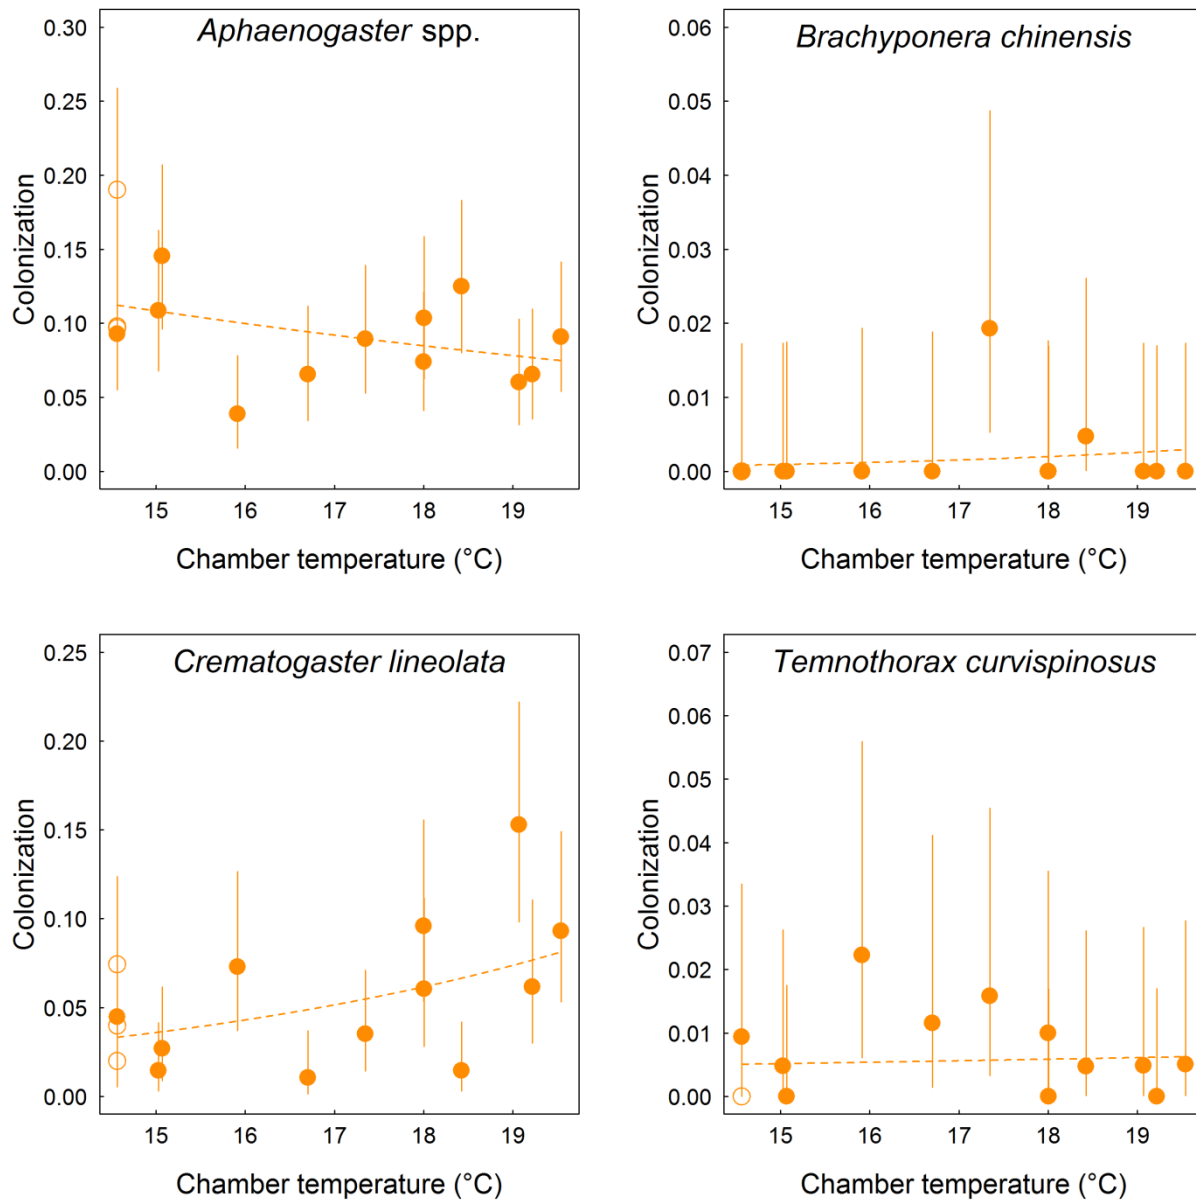 Aphaenogaster spp.
Colonization
0.30
0.25
0.20
0.15
0.10
0.05
0.00
15 16 17 18 19
Chamber temperature (°C)
Brachyponera chinensis
Colonization
0.06
0.05
0.04
0.03
0.02
0.01
0.00
15 16 17 18 19
Chamber temperature (°C)
Crematogaster lineolata
Colonization
0.25
0.20
0.15
0.10
0.05
0.00
15 16 17 18 19
Chamber temperature (°C)
Temnothorax curvispinosus
Colonization
0.07
0.06
0.05
0.04
0.03
0.02
0.01
0.00
15 16 17 18 19
Chamber temperature (°C)